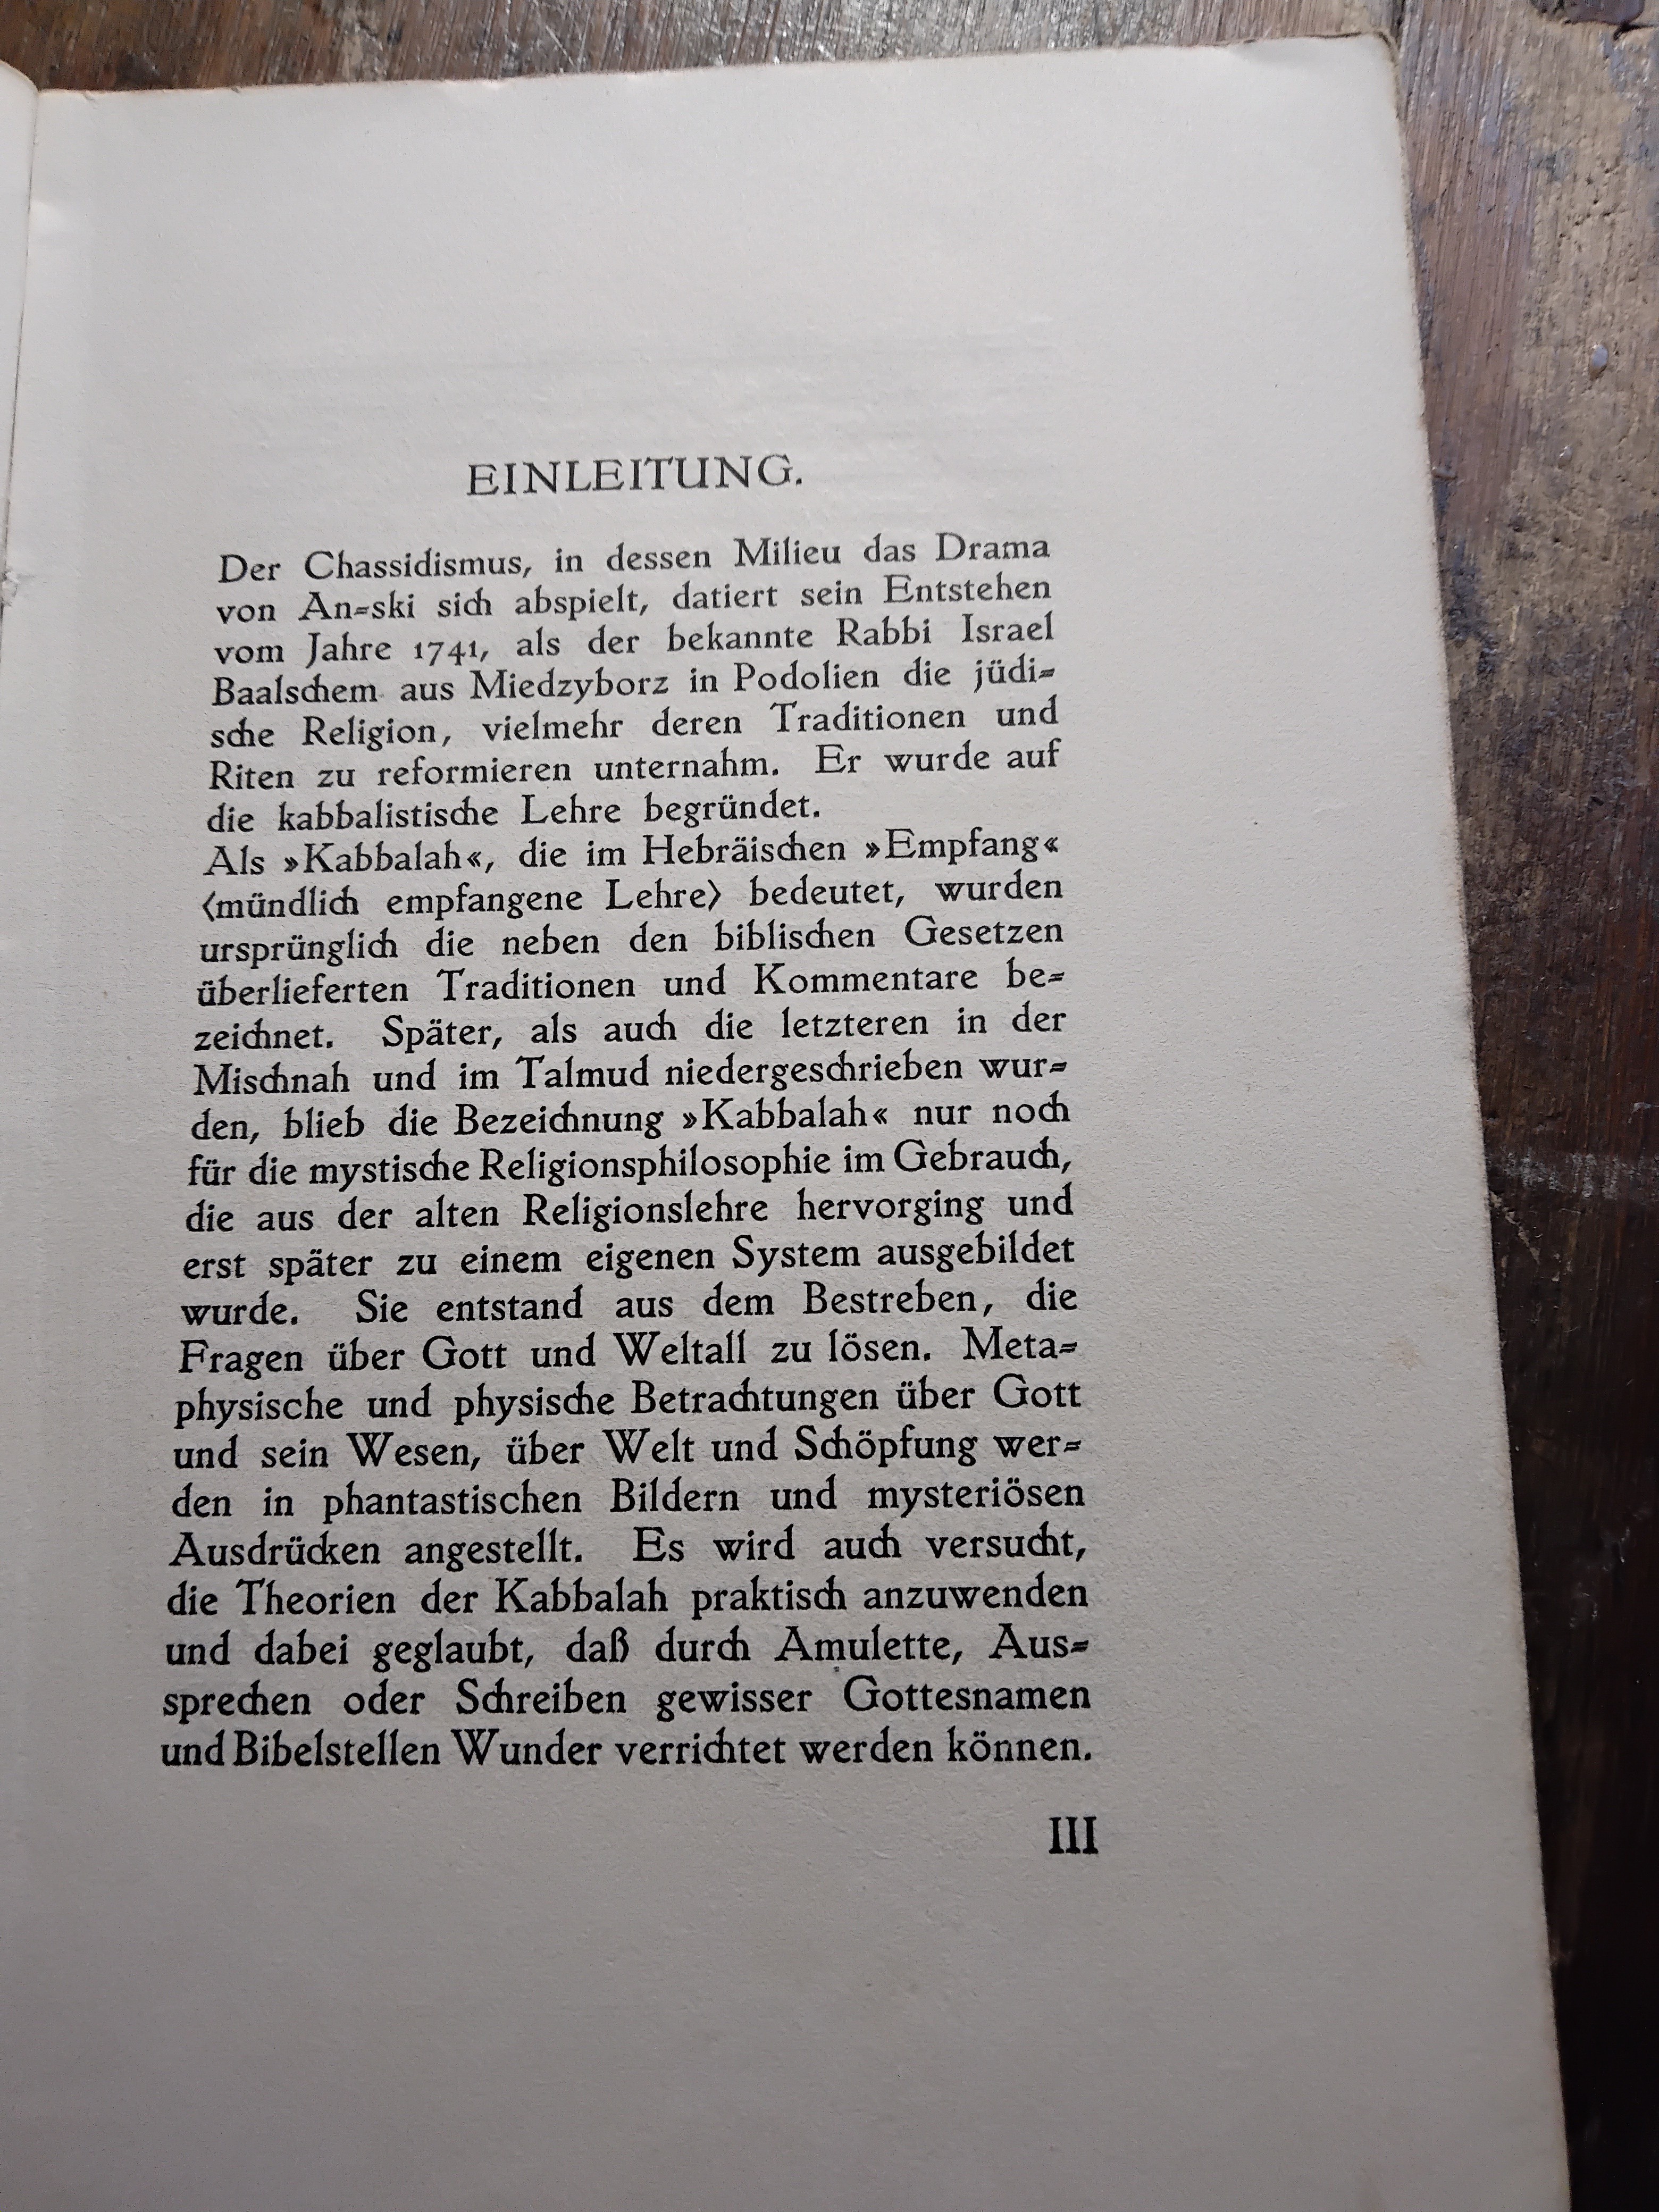 EINLEITUNG.
Der Chassidismus, in dessen Milieu das Drama
von An-ski sich abspielt, datiert sein Entstehen
vom Jahre 1741, als der bekannte Rabbi Israel
Baalschem aus Miedzyborz in Podolien die jüdi-
sche Religion, vielmehr deren Traditionen und
Riten zu reformieren unternahm. Er wurde auf
die kabbalistische Lehre begründet.
Als »Kabbalah«, die im Hebräischen »Empfang«
〈mündlich empfangene Lehre〉 bedeutet, wurden
ursprünglich die neben den biblischen Gesetzen
überlieferten Traditionen und Kommentare be-
zeichnet. Später, als auch die letzteren in der
Mischnah und im Talmud niedergeschrieben wur-
den, blieb die Bezeichnung »Kabbalah« nur noch
für die mystische Religionsphilosophie im Gebrauch,
die aus der alten Religionslehre hervorging und
erst später zu einem eigenen System ausgebildet
wurde. Sie entstand aus dem Bestreben, die
Fragen über Gott und Weltall zu lösen. Meta-
physische und physische Betrachtungen über Gott
und sein Wesen, über Welt und Schöpfung wer-
den in phantastischen Bildern und mysteriösen
Ausdrücken angestellt. Es wird auch versucht,
die Theorien der Kabbalah praktisch anzuwenden
und dabei geglaubt, daß durch Amulette, Aus-
sprechen oder Schreiben gewisser Gottesnamen
und Bibelstellen Wunder verrichtet werden können.
III